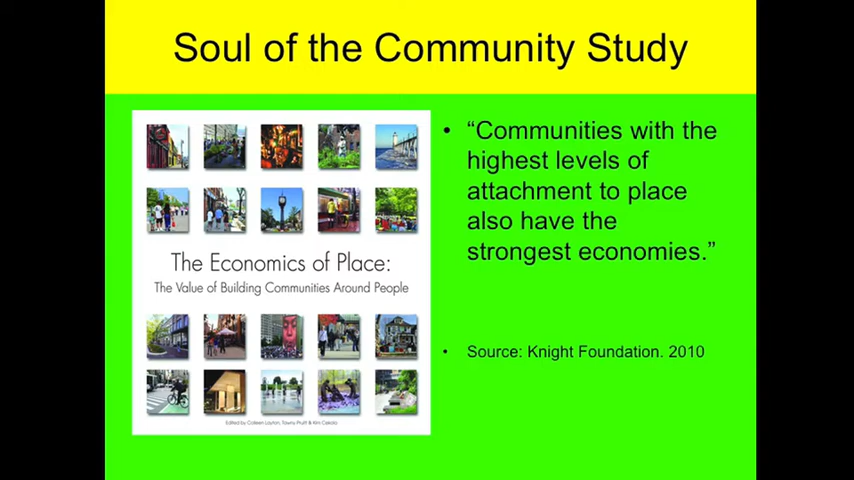 Soul of the Community Study
The Economics of Place:
The Value of Building Communities Around People
Edited by Colleen Layton, Tawny Pruitt & Kim Cekola
• “Communities with the
highest levels of
attachment to place
also have the
strongest economies.”
• Source: Knight Foundation. 2010